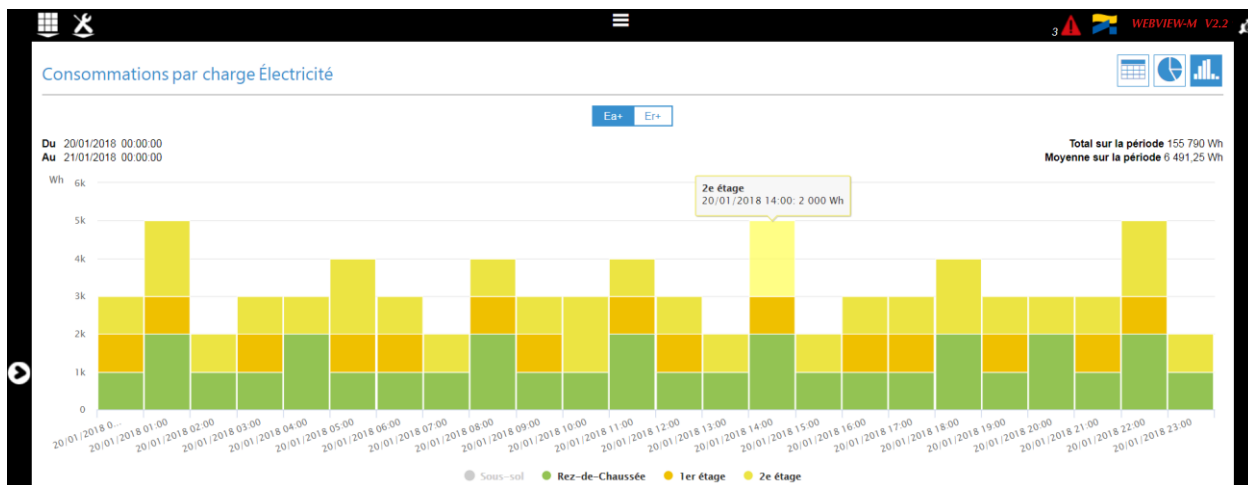 3 WEBVIEW-M V2.2
Consommations par charge Électricité
Ea+ Er+
Du 20/01/2018 00:00:00
Au 21/01/2018 00:00:00
Total sur la période 155 790 Wh
Moyenne sur la période 6 491,25 Wh
Wh
6k
5k
4k
3k
2k
1k
0
2e étage
20/01/2018 14:00: 2 000 Wh
20/01/2018 0...
20/01/2018 01:00
20/01/2018 02:00
20/01/2018 03:00
20/01/2018 04:00
20/01/2018 05:00
20/01/2018 06:00
20/01/2018 07:00
20/01/2018 08:00
20/01/2018 09:00
20/01/2018 10:00
20/01/2018 11:00
20/01/2018 12:00
20/01/2018 13:00
20/01/2018 14:00
20/01/2018 15:00
20/01/2018 16:00
20/01/2018 17:00
20/01/2018 18:00
20/01/2018 19:00
20/01/2018 20:00
20/01/2018 21:00
20/01/2018 22:00
20/01/2018 23:00
Sous-sol Rez-de-Chaussée 1er étage 2e étage